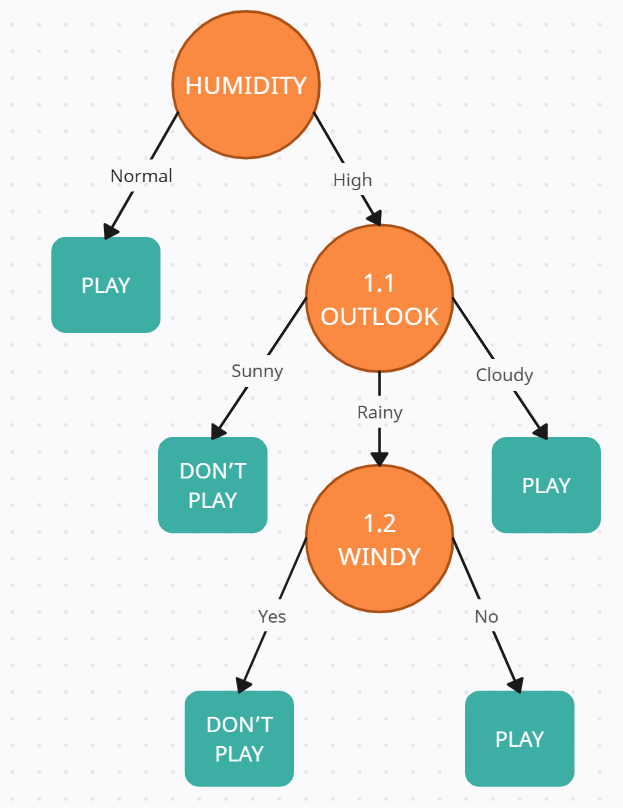 HUMIDITY
Normal
High
PLAY
1.1
OUTLOOK
Sunny
Rainy
Cloudy
DON'T
PLAY
PLAY
1.2
WINDY
Yes
No
DON'T
PLAY
PLAY